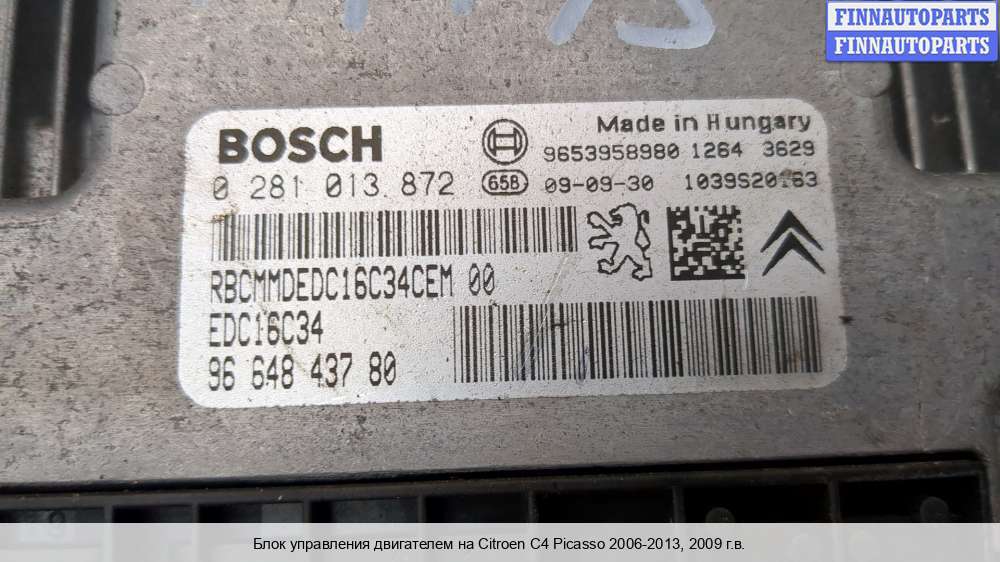 FINNAUTOPARTS
FINNAUTOPARTS
BOSCH
Made in Hungary
9653958980 1264 3629
0 281 013 872 65B 09-09-30 1039S20163
RBCMMDEDC16C34CEM 00
EDC16C34
96 648 437 80
Блок управления двигателем на Citroen C4 Picasso 2006-2013, 2009 г.в.